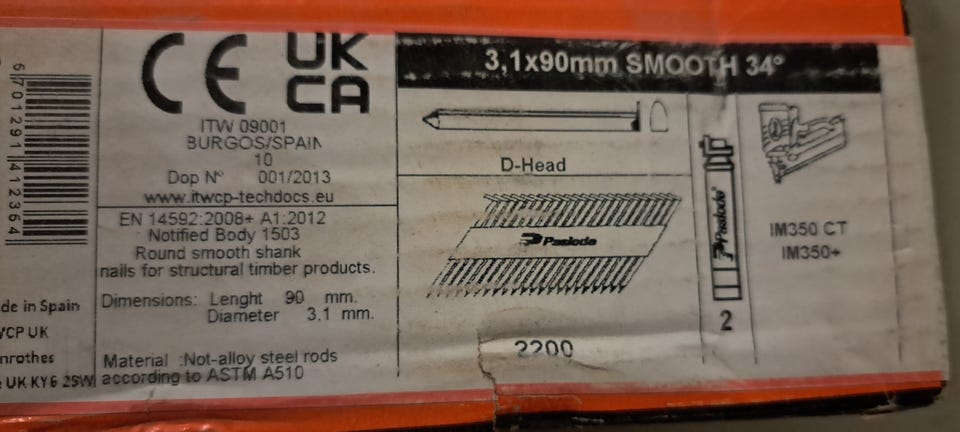 5701291412364
de in Spain
CP UK
nrothes
UK KY6 2SW
CE
UK
CA
ITW 09001
BURGOS/SPAIN
10
Dop N° 001/2013
www.itwcp-techdocs.eu
EN 14592:2008+ A1:2012
Notified Body 1503
Round smooth shank
nails for structural timber products.
Dimensions: Lenght 90 mm.
Diameter 3.1 mm.
Material :Not-alloy steel rods
according to ASTM A510
3,1x90mm SMOOTH 34°
D-Head
Paslode
2200
Paslode
2
IM350 CT
IM350+